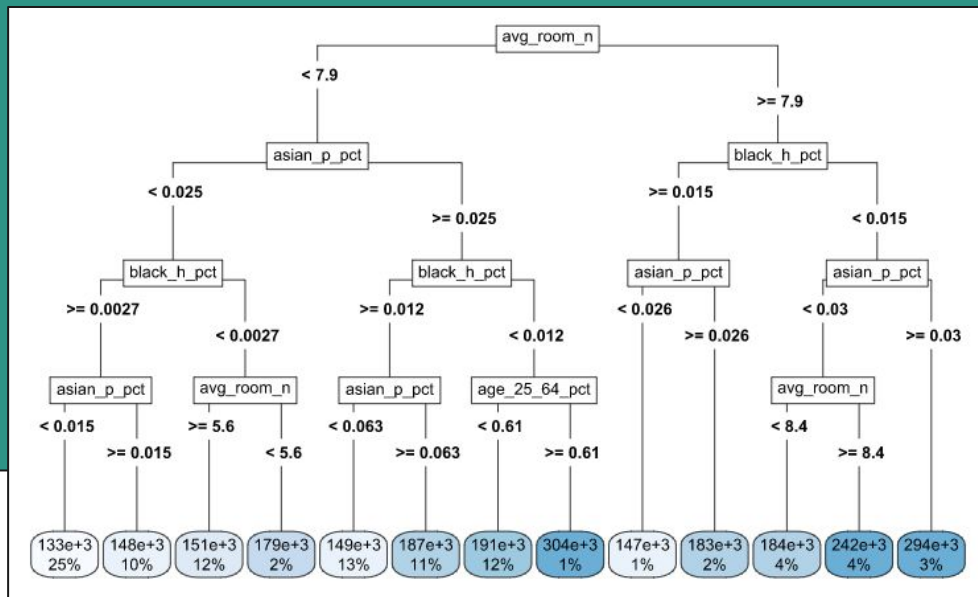 avg_room_n
< 7.9
>= 7.9
asian_p_pct
black_h_pct
< 0.025
>= 0.025
>= 0.015
< 0.015
black_h_pct
black_h_pct
asian_p_pct
asian_p_pct
>= 0.0027
< 0.0027
>= 0.012
< 0.012
< 0.026
>= 0.026
< 0.03
>= 0.03
asian_p_pct
avg_room_n
asian_p_pct
age_25_64_pct
avg_room_n
< 0.015
>= 0.015
>= 5.6
< 5.6
< 0.063
>= 0.063
< 0.61
>= 0.61
< 8.4
>= 8.4
133e+3
25%
148e+3
10%
151e+3
12%
179e+3
2%
149e+3
13%
187e+3
11%
191e+3
12%
304e+3
1%
147e+3
1%
183e+3
2%
184e+3
4%
242e+3
4%
294e+3
3%